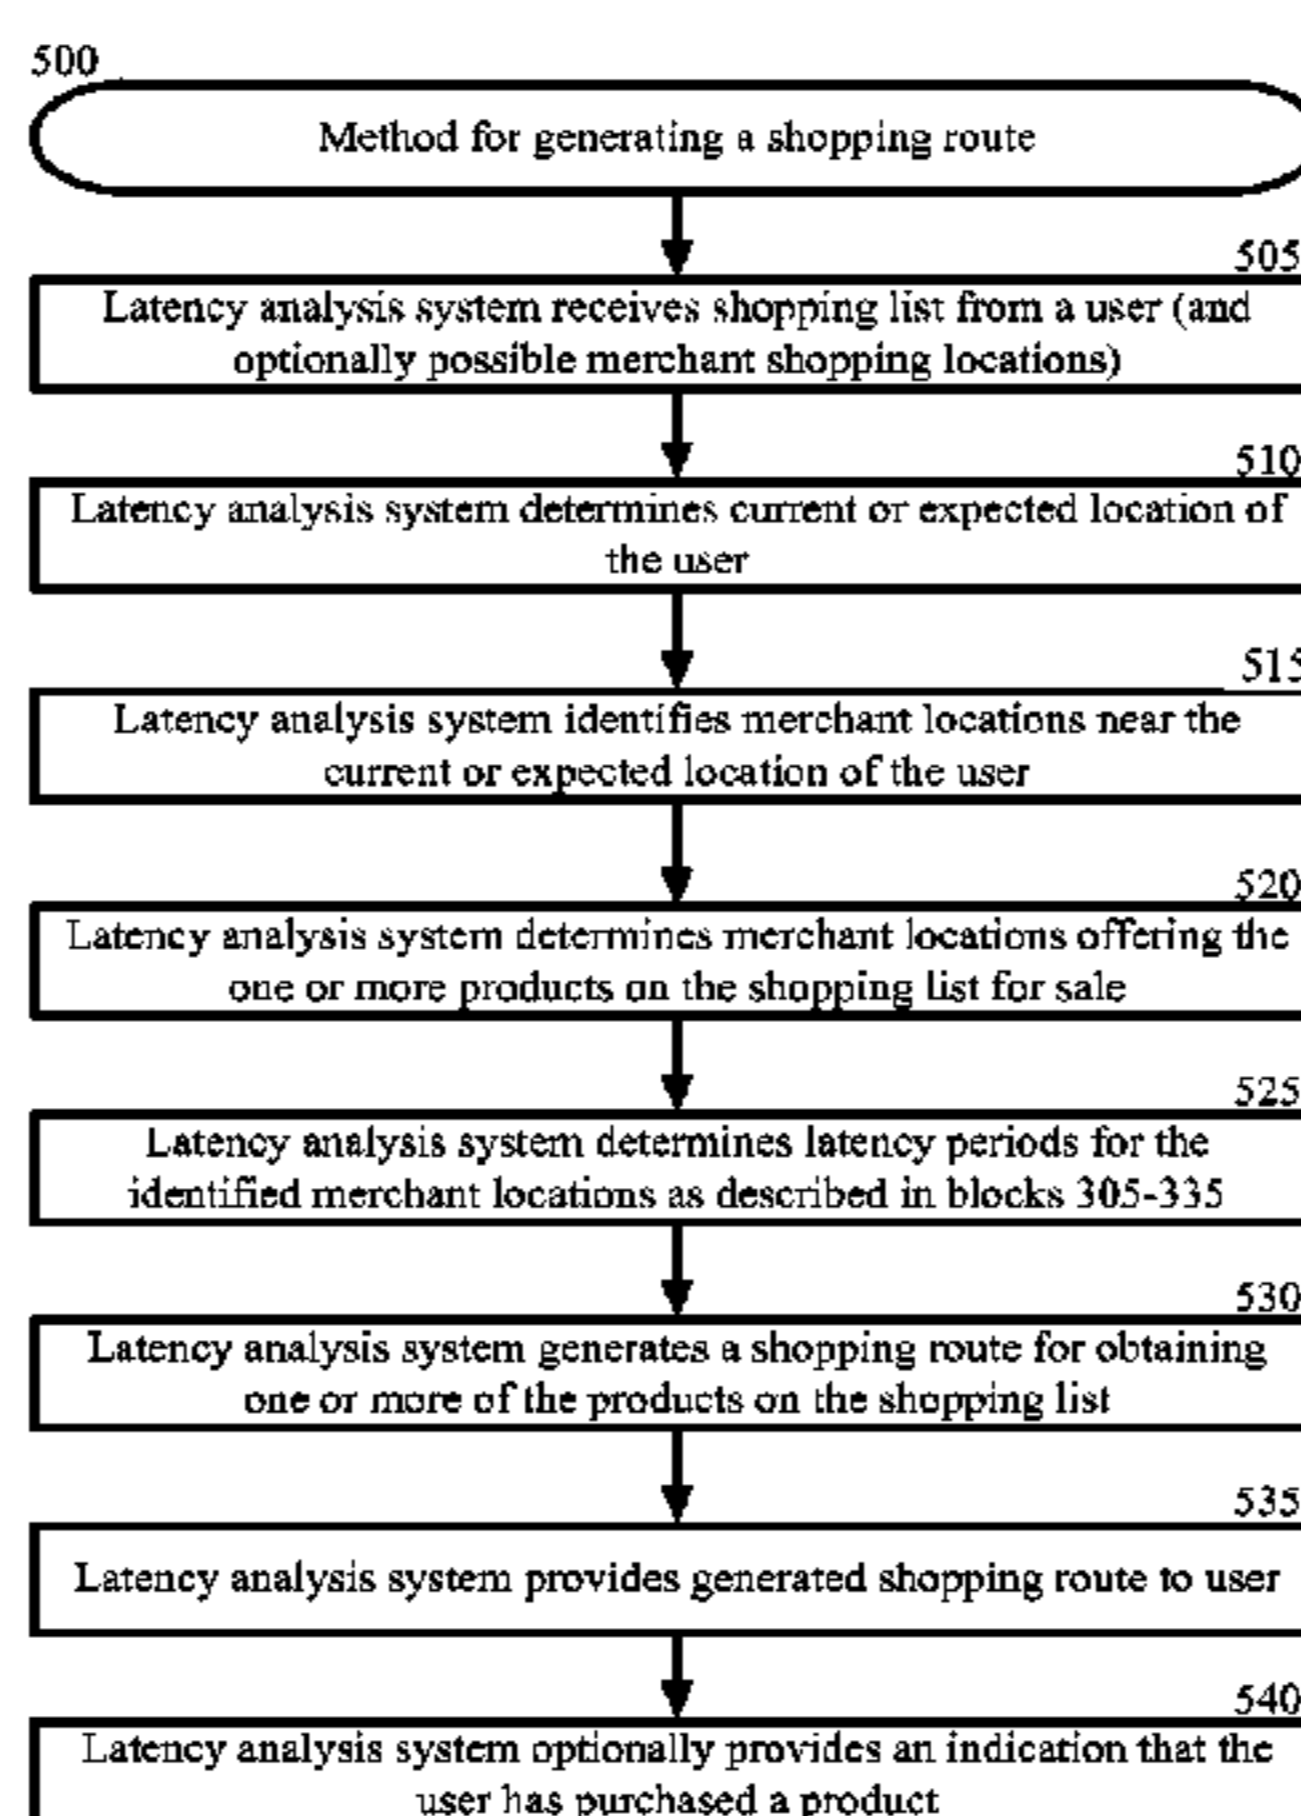 500
Method for generating a shopping route
505
Latency analysis system receives shopping list from a user (and
optionally possible merchant shopping locations)
510
Latency analysis system determines current or expected location of
the user
515
Latency analysis system identifies merchant locations near the
current or expected location of the user
520
Latency analysis system determines merchant locations offering the
one or more products on the shopping list for sale
525
Latency analysis system determines latency periods for the
identified merchant locations as described in blocks 305-335
530
Latency analysis system generates a shopping route for obtaining
one or more of the products on the shopping list
535
Latency analysis system provides generated shopping route to user
540
Latency analysis system optionally provides an indication that the
user has purchased a product